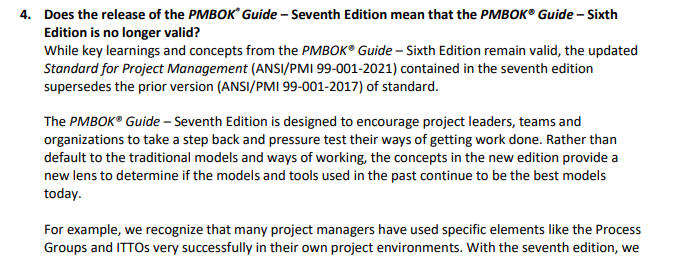 4. Does the release of the PMBOK® Guide – Seventh Edition mean that the PMBOK® Guide – Sixth
Edition is no longer valid?
While key learnings and concepts from the PMBOK® Guide – Sixth Edition remain valid, the updated
Standard for Project Management (ANSI/PMI 99-001-2021) contained in the seventh edition
supersedes the prior version (ANSI/PMI 99-001-2017) of standard.
The PMBOK® Guide – Seventh Edition is designed to encourage project leaders, teams and
organizations to take a step back and pressure test their ways of getting work done. Rather than
default to the traditional models and ways of working, the concepts in the new edition provide a
new lens to determine if the models and tools used in the past continue to be the best models
today.
For example, we recognize that many project managers have used specific elements like the Process
Groups and ITTOs very successfully in their own project environments. With the seventh edition, we